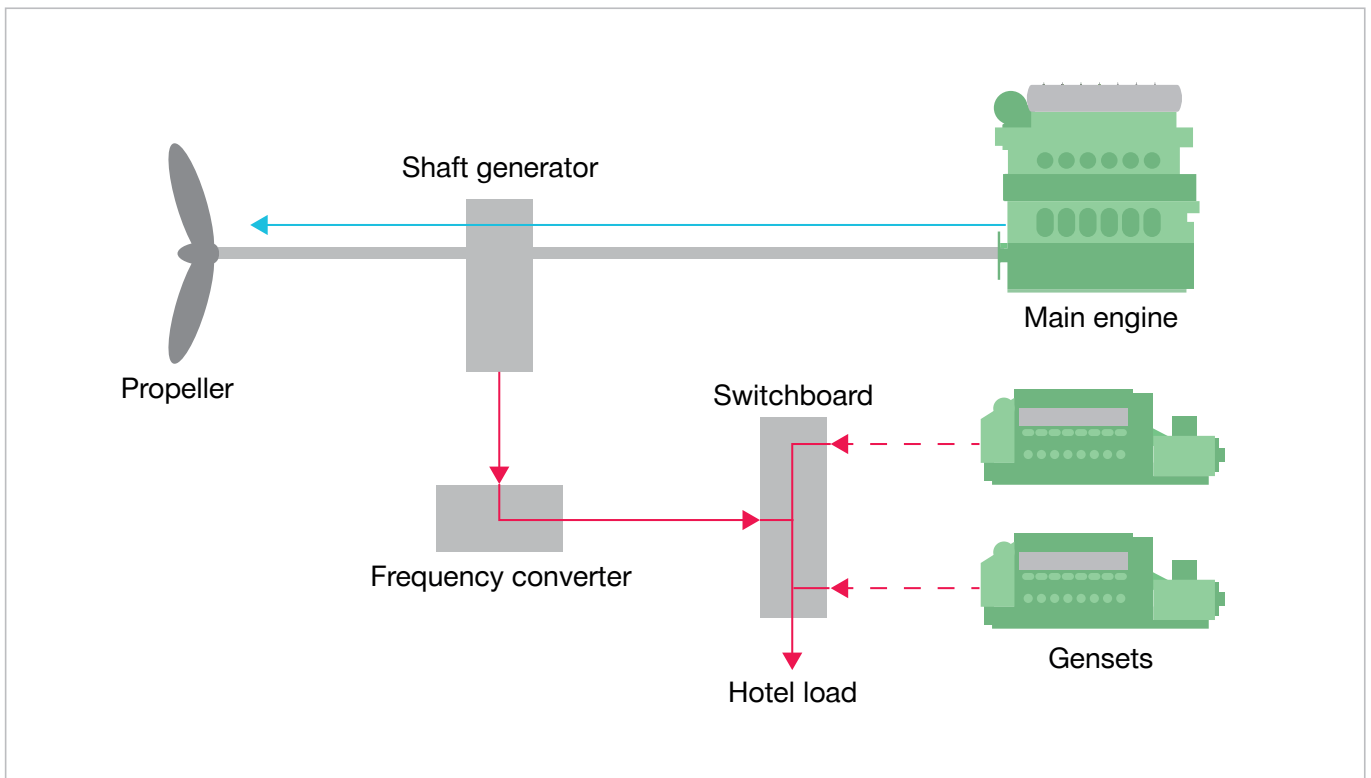 Shaft generator
Main engine
Propeller
Switchboard
Frequency converter
Gensets
Hotel load